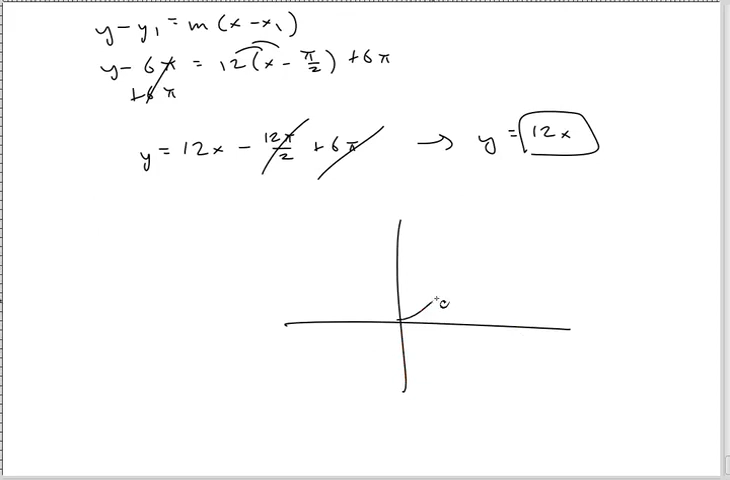 y - y₁ = m(x - x₁)
y - 6π = 12(x - π/2) + 6π
+6π
y = 12x - 12π/2 + 6π → y = 12x